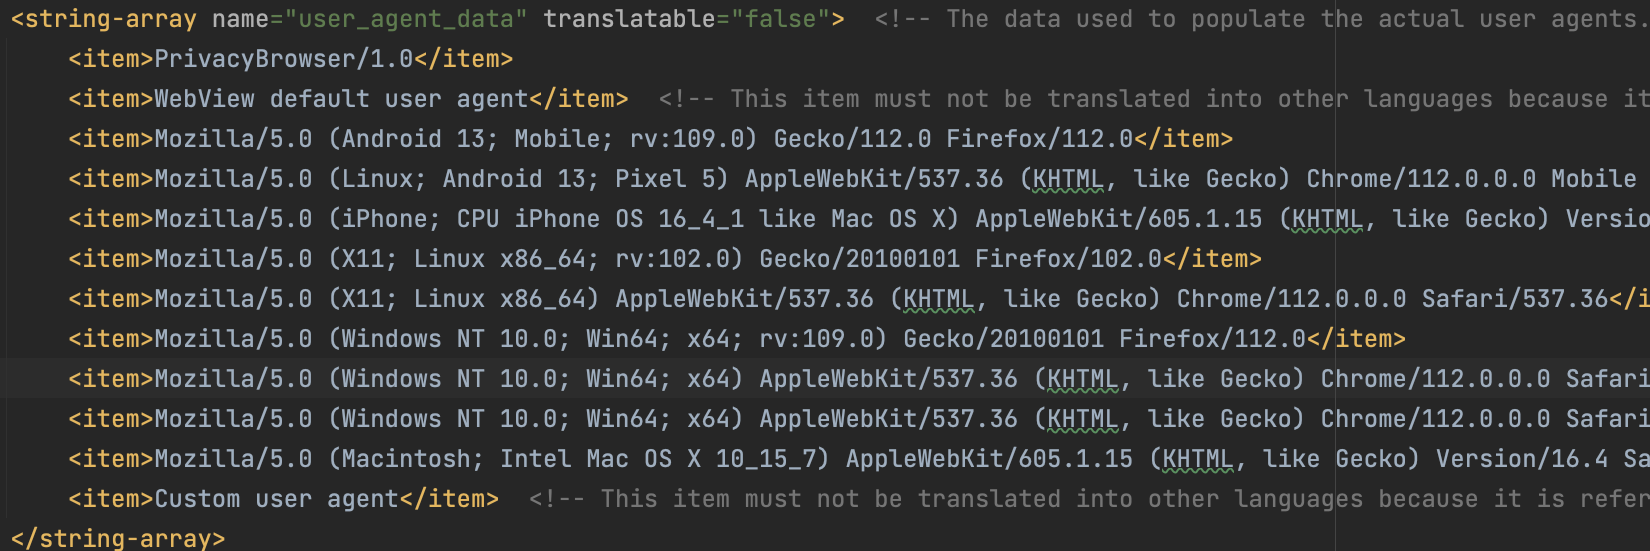 <string-array name="user_agent_data" translatable="false">  <!-- The data used to populate the actual user agents.
    <item>PrivacyBrowser/1.0</item>
    <item>WebView default user agent</item>  <!-- This item must not be translated into other languages because it
    <item>Mozilla/5.0 (Android 13; Mobile; rv:109.0) Gecko/112.0 Firefox/112.0</item>
    <item>Mozilla/5.0 (Linux; Android 13; Pixel 5) AppleWebKit/537.36 (KHTML, like Gecko) Chrome/112.0.0.0 Mobile
    <item>Mozilla/5.0 (iPhone; CPU iPhone OS 16_4_1 like Mac OS X) AppleWebKit/605.1.15 (KHTML, like Gecko) Versio
    <item>Mozilla/5.0 (X11; Linux x86_64; rv:102.0) Gecko/20100101 Firefox/102.0</item>
    <item>Mozilla/5.0 (X11; Linux x86_64) AppleWebKit/537.36 (KHTML, like Gecko) Chrome/112.0.0.0 Safari/537.36</i
    <item>Mozilla/5.0 (Windows NT 10.0; Win64; x64; rv:109.0) Gecko/20100101 Firefox/112.0</item>
    <item>Mozilla/5.0 (Windows NT 10.0; Win64; x64) AppleWebKit/537.36 (KHTML, like Gecko) Chrome/112.0.0.0 Safari
    <item>Mozilla/5.0 (Windows NT 10.0; Win64; x64) AppleWebKit/537.36 (KHTML, like Gecko) Chrome/112.0.0.0 Safari
    <item>Mozilla/5.0 (Macintosh; Intel Mac OS X 10_15_7) AppleWebKit/605.1.15 (KHTML, like Gecko) Version/16.4 Sa
    <item>Custom user agent</item>  <!-- This item must not be translated into other languages because it is refer
</string-array>